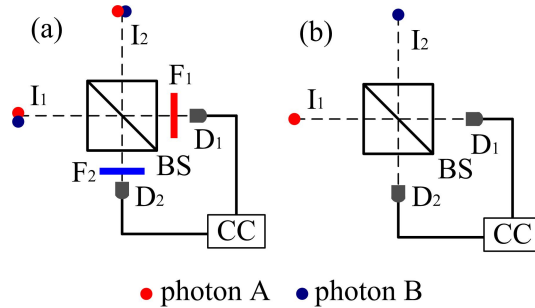 (a)
I₂
F₁
I₁
D₁
F₂
BS
D₂
CC
(b)
I₂
I₁
D₁
BS
D₂
CC
photon A
photon B